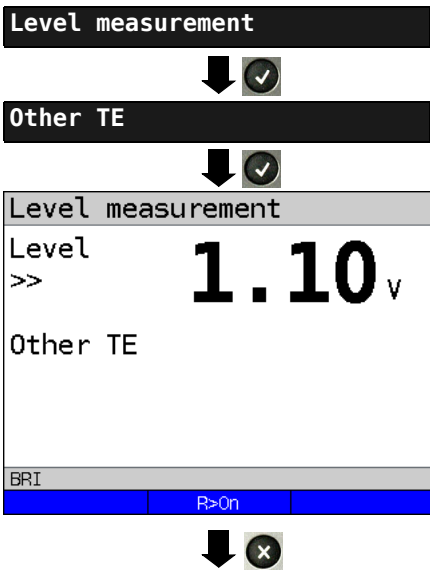 Level measurement
Other TE
Level measurement
Level
>>
1.10 V
Other TE
BRI
R>On